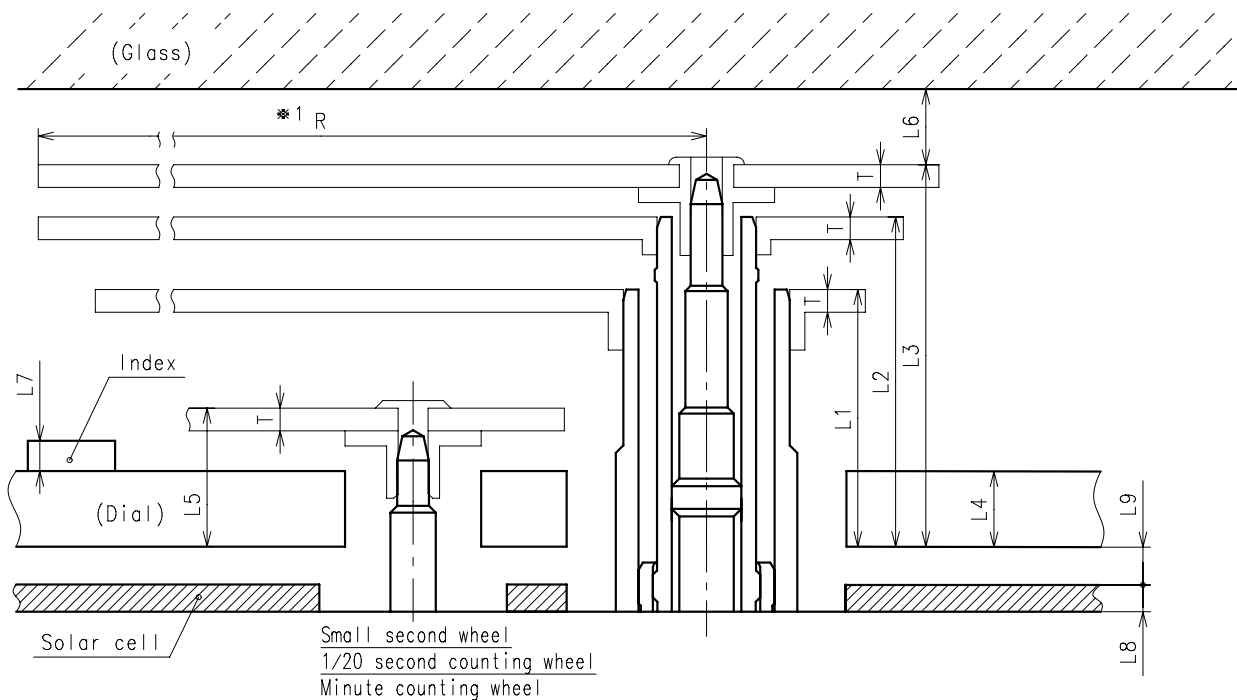 (Glass)
※1 R
L6
T
T
T
L3
L2
L1
Index
L7
T
L5
(Dial)
L4
L9
Solar cell
Small second wheel
1/20 second counting wheel
Minute counting wheel
L8